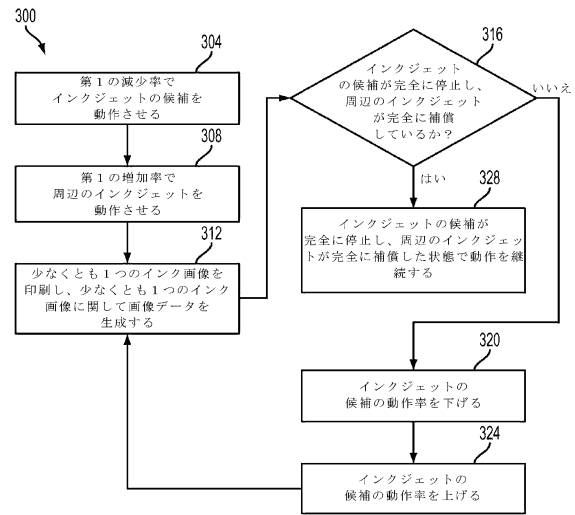 300
304
第１の減少率で
インクジェットの候補を
動作させる
308
第１の増加率で
周辺のインクジェットを
動作させる
312
少なくとも１つのインク画像を
印刷し、少なくとも１つのインク
画像に関して画像データを
生成する
316
インクジェット
の候補が完全に停止し、
周辺のインクジェット
が完全に補償
しているか？
いいえ
はい
328
インクジェットの候補が
完全に停止し、周辺のインクジェッ
トが完全に補償した状態で動作を継
続する
320
インクジェットの
候補の動作率を下げる
324
インクジェットの
候補の動作率を上げる